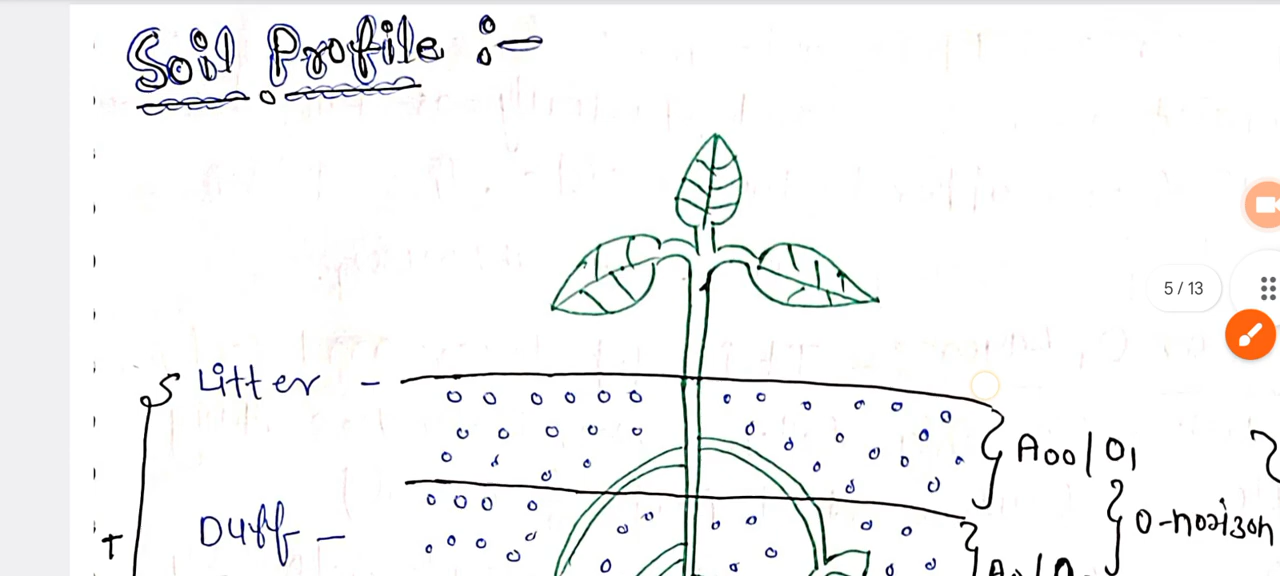 Soil Profile :-
5 / 13
S Litter -
A00 / O1
Duff -
O-horizon
T